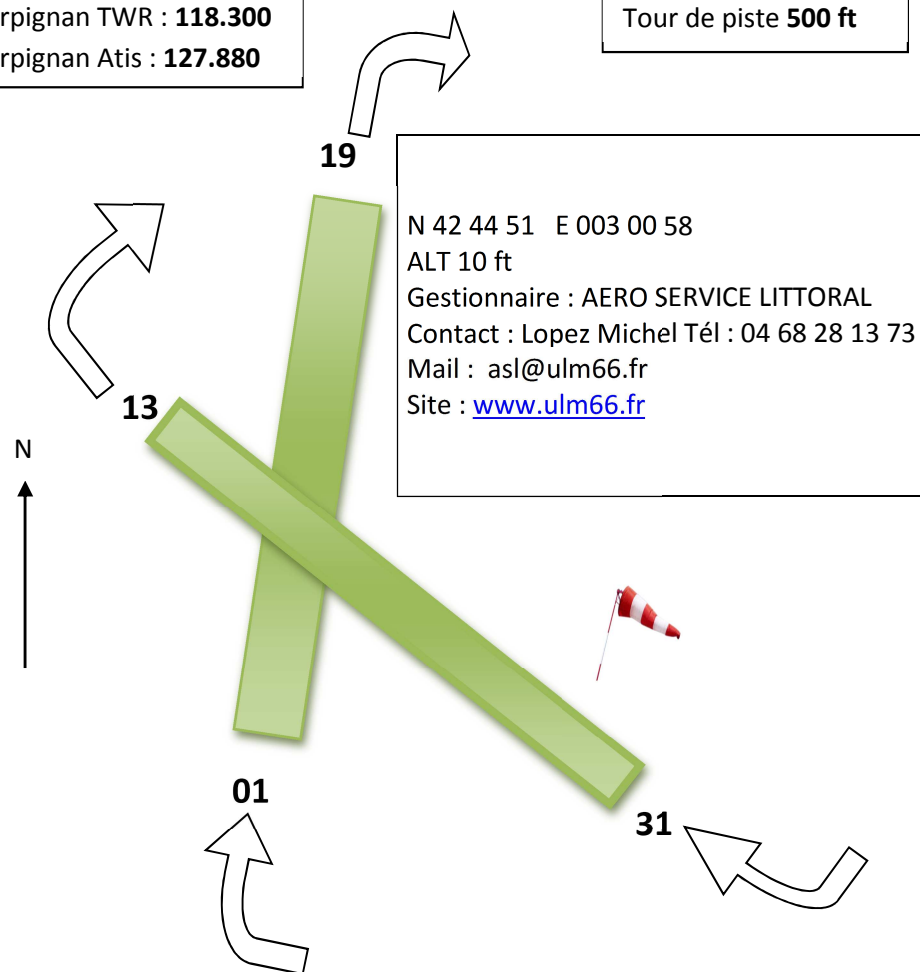 rpignan TWR : 118.300
rpignan Atis : 127.880
Tour de piste 500 ft
19
N 42 44 51 E 003 00 58
ALT 10 ft
Gestionnaire : AERO SERVICE LITTORAL
Contact : Lopez Michel Tél : 04 68 28 13 73
Mail : asl@ulm66.fr
Site : www.ulm66.fr
13
N
01
31